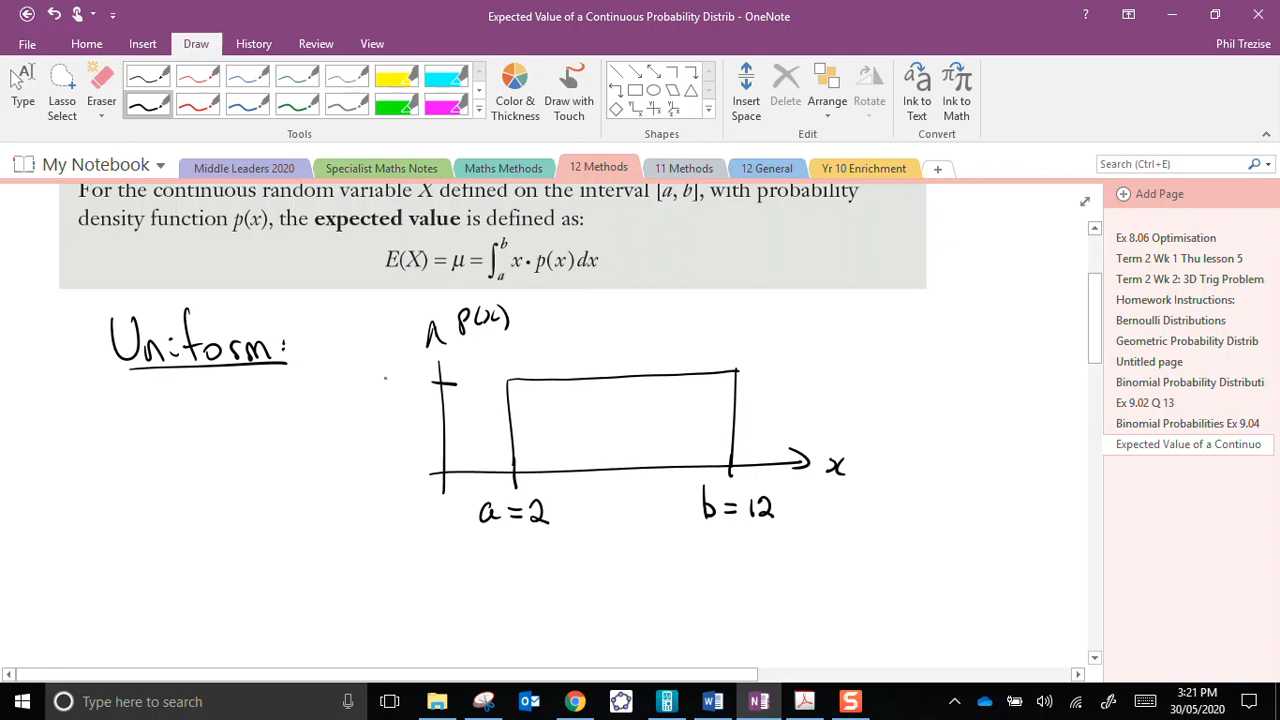 Expected Value of a Continuous Probability Distrib - OneNote
?
File Home Insert Draw History Review View
Phil Trezise
Type
Lasso Select
Eraser
Color & Thickness
Draw with Touch
Insert Space
Delete
Arrange
Rotate
Ink to Text
Ink to Math
Tools
Shapes
Edit
Convert
My Notebook
Middle Leaders 2020
Specialist Maths Notes
Maths Methods
12 Methods
11 Methods
12 General
Yr 10 Enrichment
Search (Ctrl+E)
For the continuous random variable X defined on the interval [a, b], with probability
density function p(x), the expected value is defined as:
E(X) = μ = ∫_a^b x • p(x) dx
Uniform:
p(x)
x
a = 2
b = 12
Add Page
Ex 8.06 Optimisation
Term 2 Wk 1 Thu lesson 5
Term 2 Wk 2: 3D Trig Problem
Homework Instructions:
Bernoulli Distributions
Geometric Probability Distrib
Untitled page
Binomial Probability Distributi
Ex 9.02 Q 13
Binomial Probabilities Ex 9.04
Expected Value of a Continuo
Type here to search
3:21 PM
30/05/2020